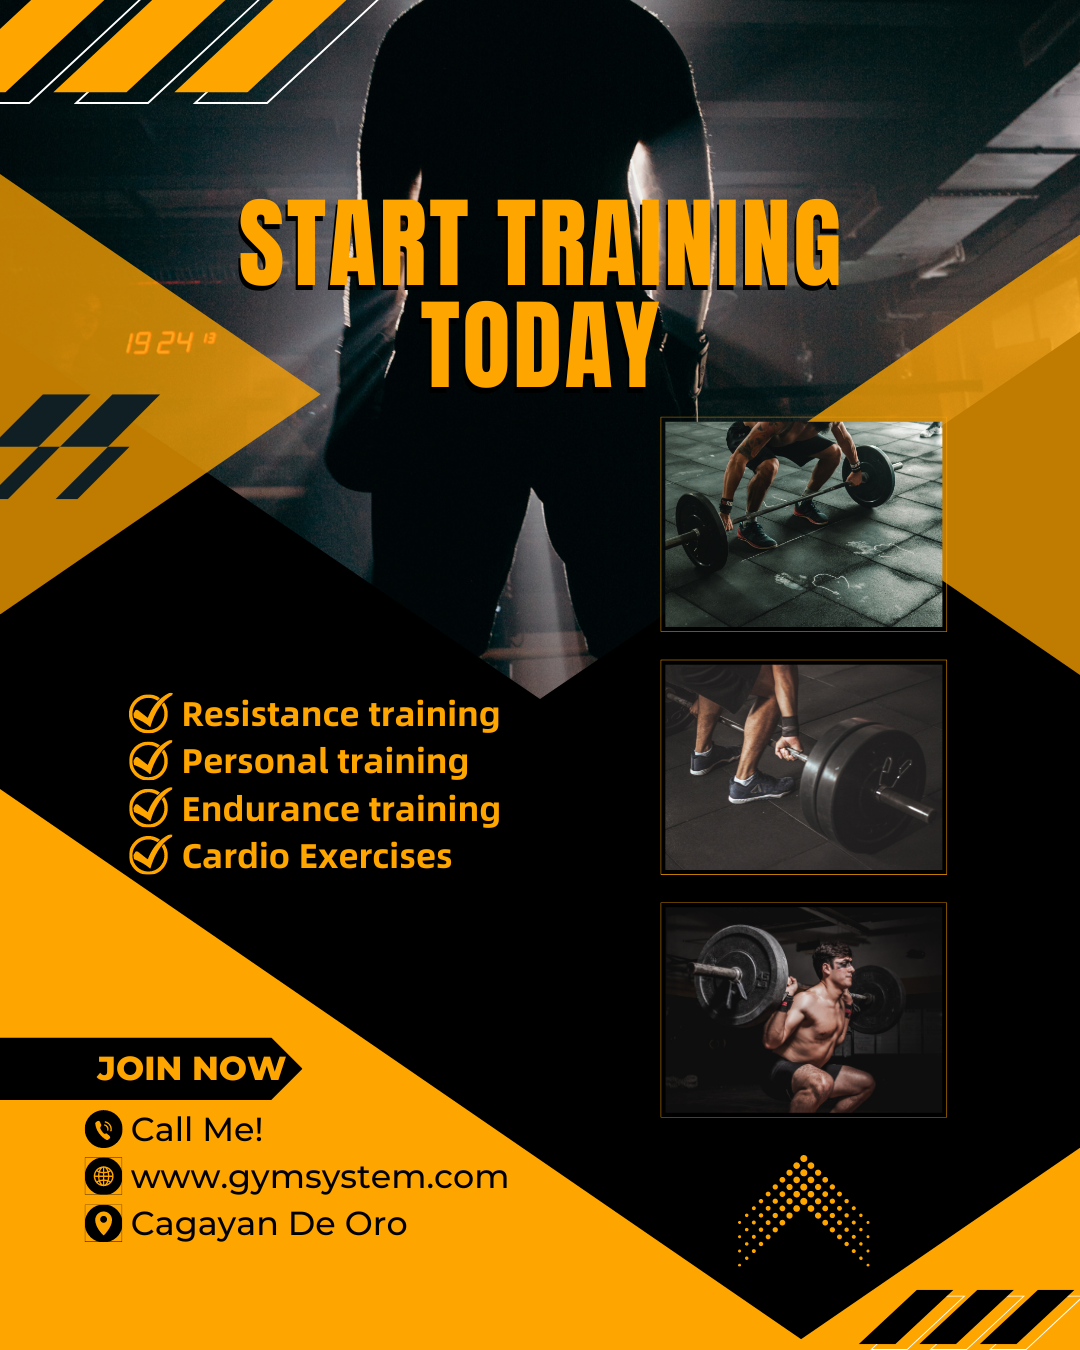 START TRAINING
TODAY
19 24 13
Resistance training
Personal training
Endurance training
Cardio Exercises
JOIN NOW
Call Me!
www.gymsystem.com
Cagayan De Oro